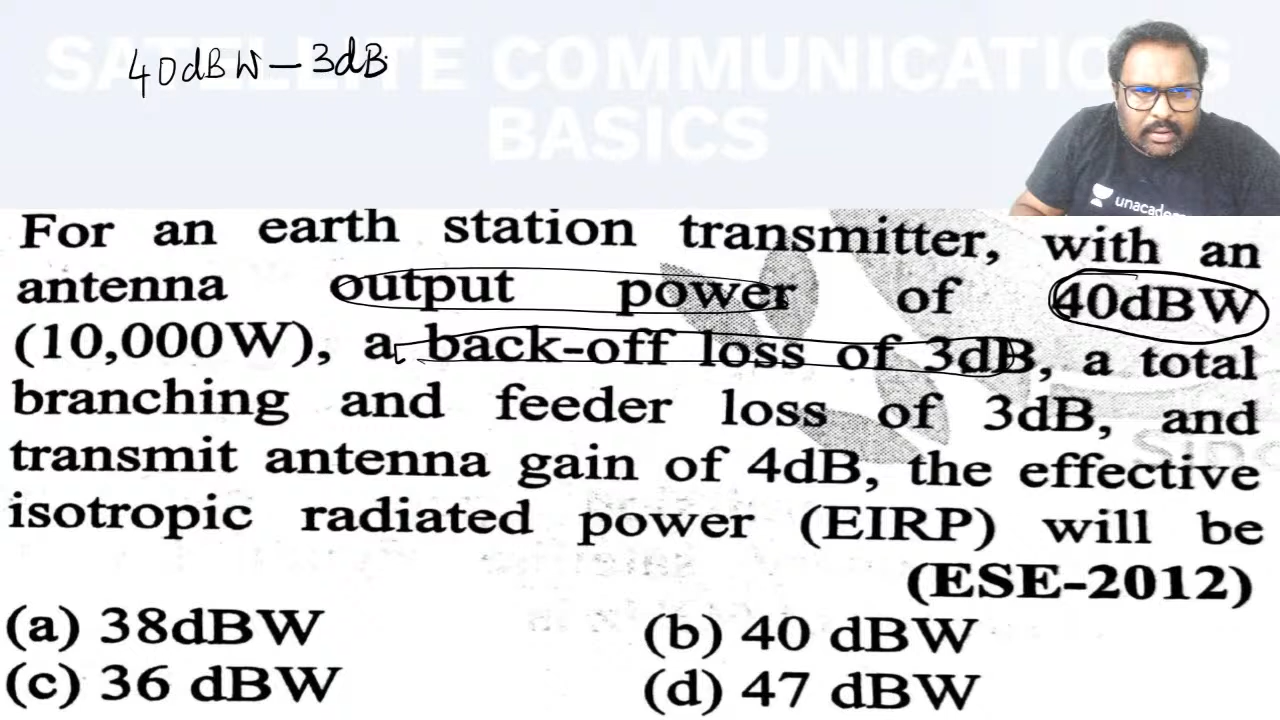 SATELLITE COMMUNICATIONS
40dBW – 3dB
BASICS
unacademy
For an earth station transmitter, with an
antenna output power of 40dBW
(10,000W), a back-off loss of 3dB, a total
branching and feeder loss of 3dB, and
transmit antenna gain of 4dB, the effective
isotropic radiated power (EIRP) will be
(ESE-2012)
(a) 38dBW (b) 40 dBW
(c) 36 dBW (d) 47 dBW